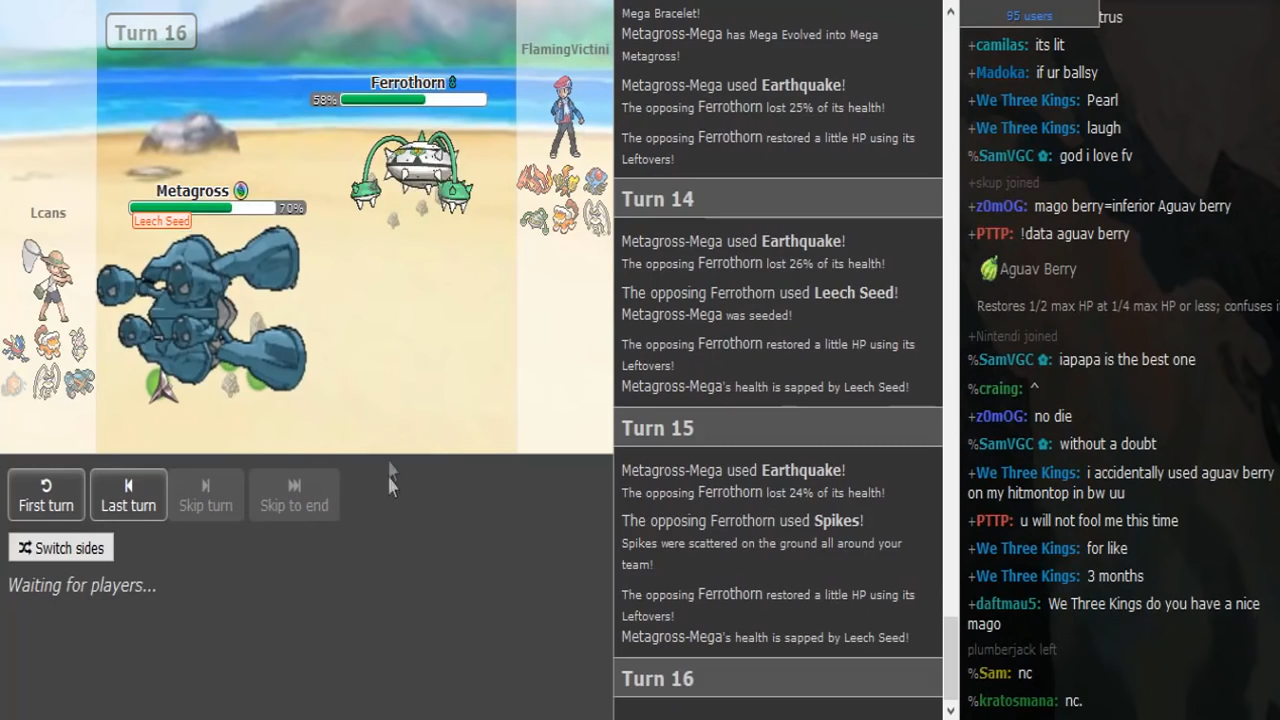 Turn 16
FlamingVictini
Ferrothorn
58%
Metagross
70%
Leech Seed
Lcans
First turn
Last turn
Skip turn
Skip to end
Switch sides
Waiting for players...
Mega Bracelet!
Metagross-Mega has Mega Evolved into Mega
Metagross!
Metagross-Mega used Earthquake!
The opposing Ferrothorn lost 25% of its health!
The opposing Ferrothorn restored a little HP using its
Leftovers!
Turn 14
Metagross-Mega used Earthquake!
The opposing Ferrothorn lost 26% of its health!
The opposing Ferrothorn used Leech Seed!
Metagross-Mega was seeded!
The opposing Ferrothorn restored a little HP using its
Leftovers!
Metagross-Mega's health is sapped by Leech Seed!
Turn 15
Metagross-Mega used Earthquake!
The opposing Ferrothorn lost 24% of its health!
The opposing Ferrothorn used Spikes!
Spikes were scattered on the ground all around your
team!
The opposing Ferrothorn restored a little HP using its
Leftovers!
Metagross-Mega's health is sapped by Leech Seed!
Turn 16
95 users
trus
+camilas: its lit
+Madoka: if ur ballsy
+We Three Kings: Pearl
+We Three Kings: laugh
%SamVGC: god i love fv
+skup joined
+z0mOG: mago berry=inferior Aguav berry
+PTTP: !data aguav berry
Aguav Berry
Restores 1/2 max HP at 1/4 max HP or less; confuses i
+Nintendi joined
%SamVGC: iapapa is the best one
%craing: ^
+z0mOG: no die
%SamVGC: without a doubt
+We Three Kings: i accidentally used aguav berry
on my hitmontop in bw uu
+PTTP: u will not fool me this time
+We Three Kings: for like
+We Three Kings: 3 months
+daftmau5: We Three Kings do you have a nice
mago
plumberjack left
%Sam: nc
%kratosmana: nc.